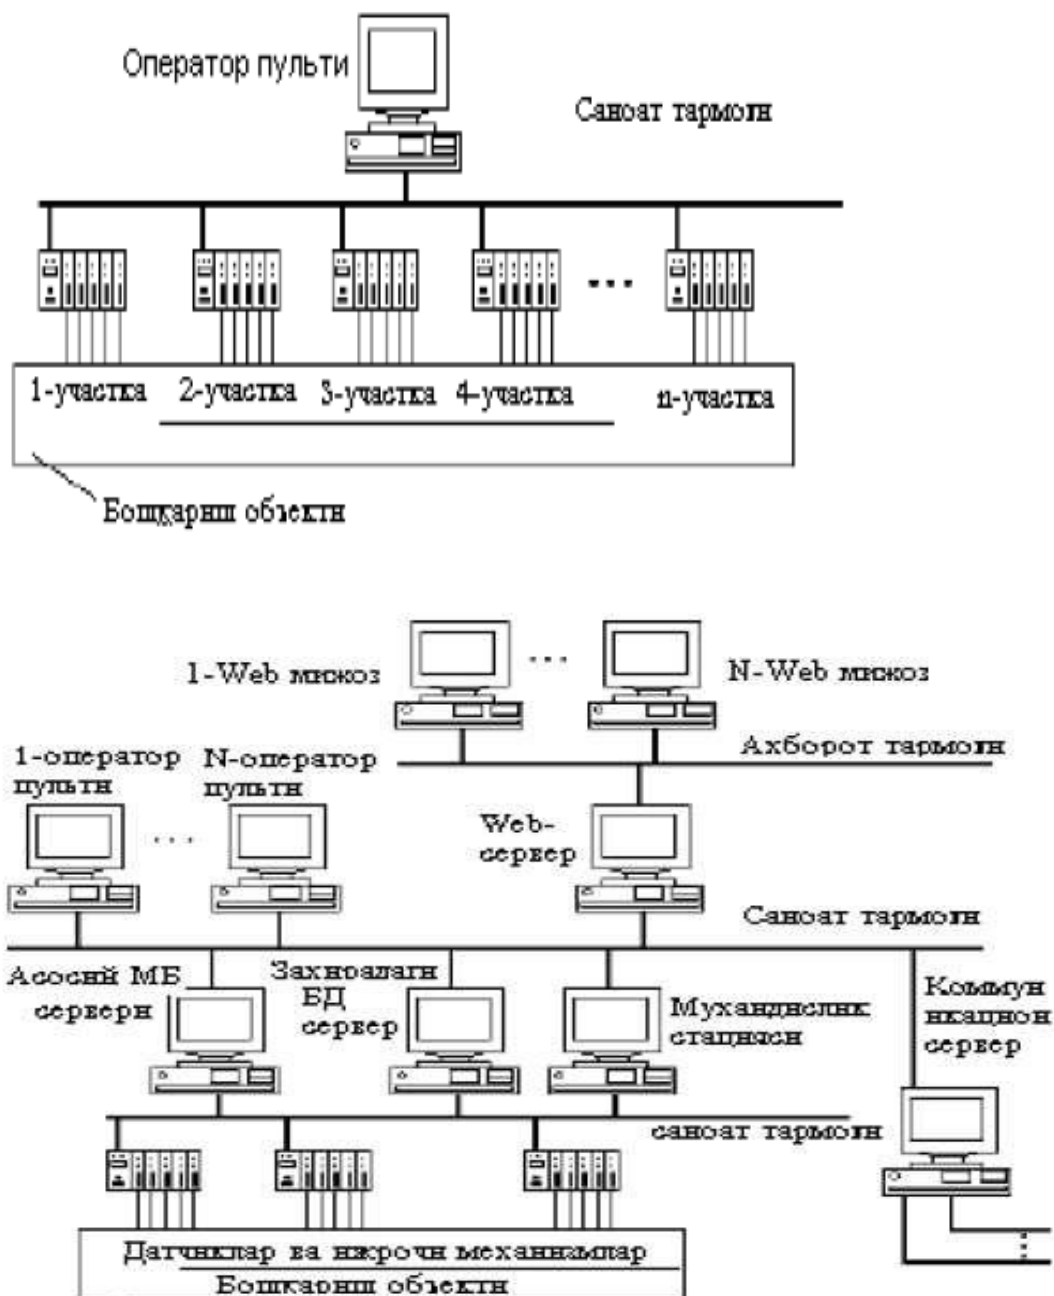 Оператор пульти
Саноат тармоғи
1-участка 2-участка 3-участка 4-участка n-участка
Бошқариш объекти
1-Web мижоз
N-Web мижоз
Ахборот тармоғи
1-оператор
пульти
N-оператор
пульти
Web-
сервер
Саноат тармоғи
Асосий МБ
сервери
Захирадаги
БД
сервер
Мухандислик
стацияси
Коммун
икацион
сервер
саноат тармоғи
Датчиклар ва ижрочи механизмлар
Бошқариш объекти